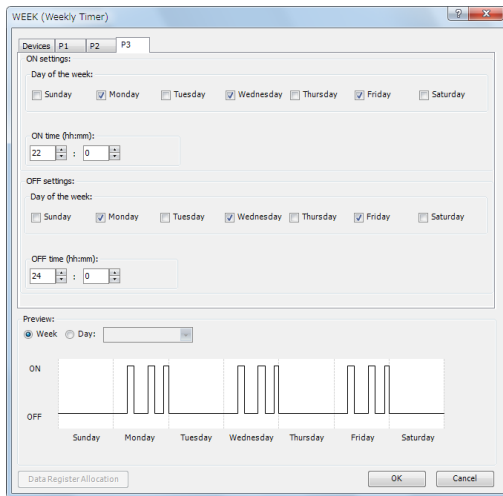 WEEK (Weekly Timer)
Devices P1 P2 P3
ON settings:
Day of the week:
Sunday Monday Tuesday Wednesday Thursday Friday Saturday
ON time (hh:mm):
22 : 0
OFF settings:
Day of the week:
Sunday Monday Tuesday Wednesday Thursday Friday Saturday
OFF time (hh:mm):
24 : 0
Preview:
Week Day:
ON
OFF
Sunday Monday Tuesday Wednesday Thursday Friday Saturday
Data Register Allocation OK Cancel